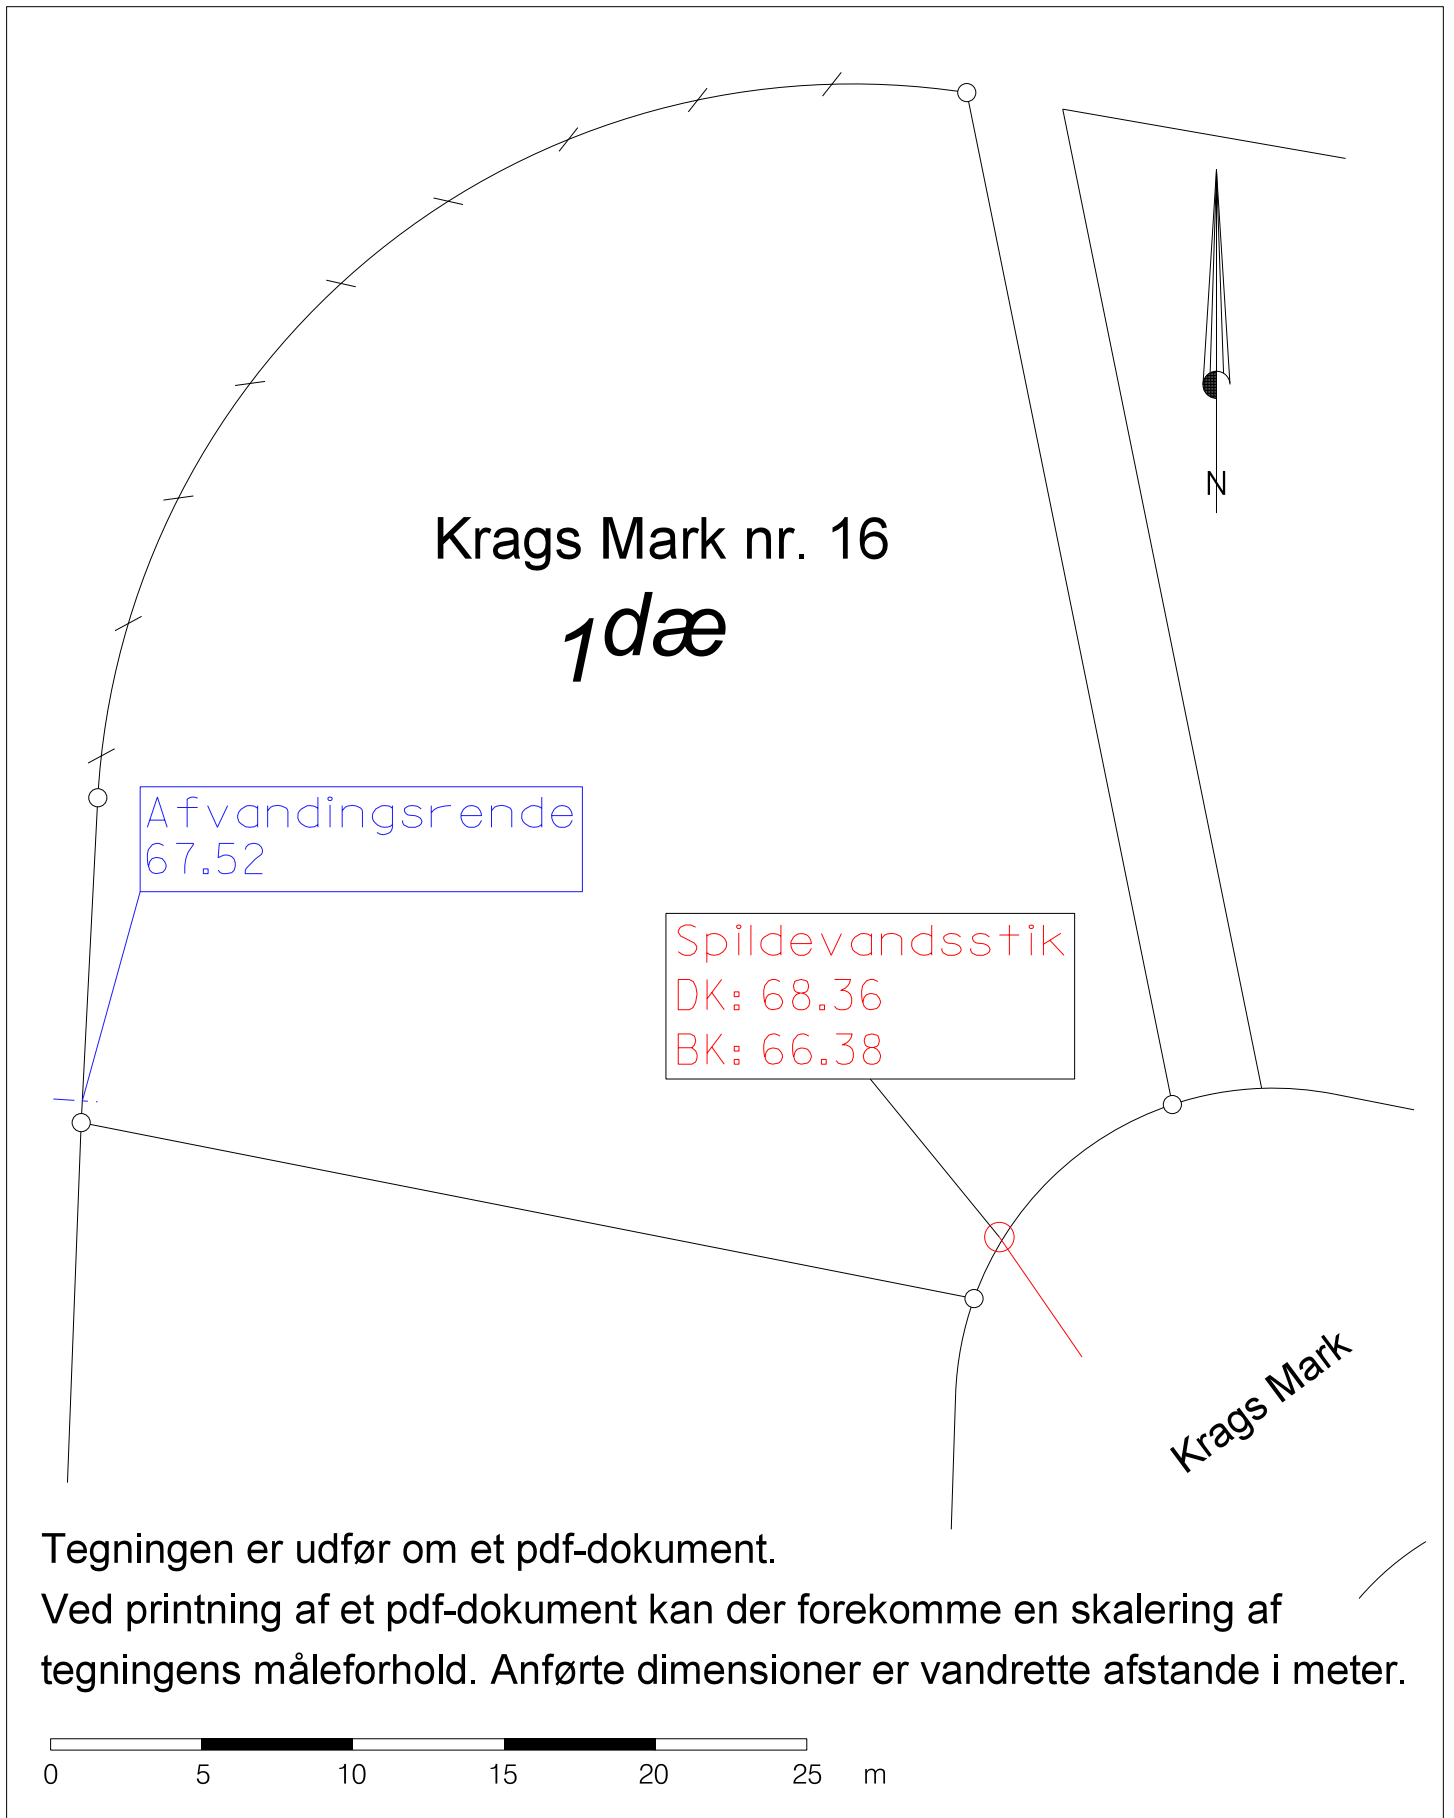 N
Krags Mark nr. 16
1dæ
Afvandingsrende
67.52
Spildevandsstik
DK: 68.36
BK: 66.38
Krags Mark
Tegningen er udfør om et pdf-dokument.
Ved printning af et pdf-dokument kan der forekomme en skalering af
tegningens måleforhold. Anførte dimensioner er vandrette afstande i meter.
0 5 10 15 20 25 m